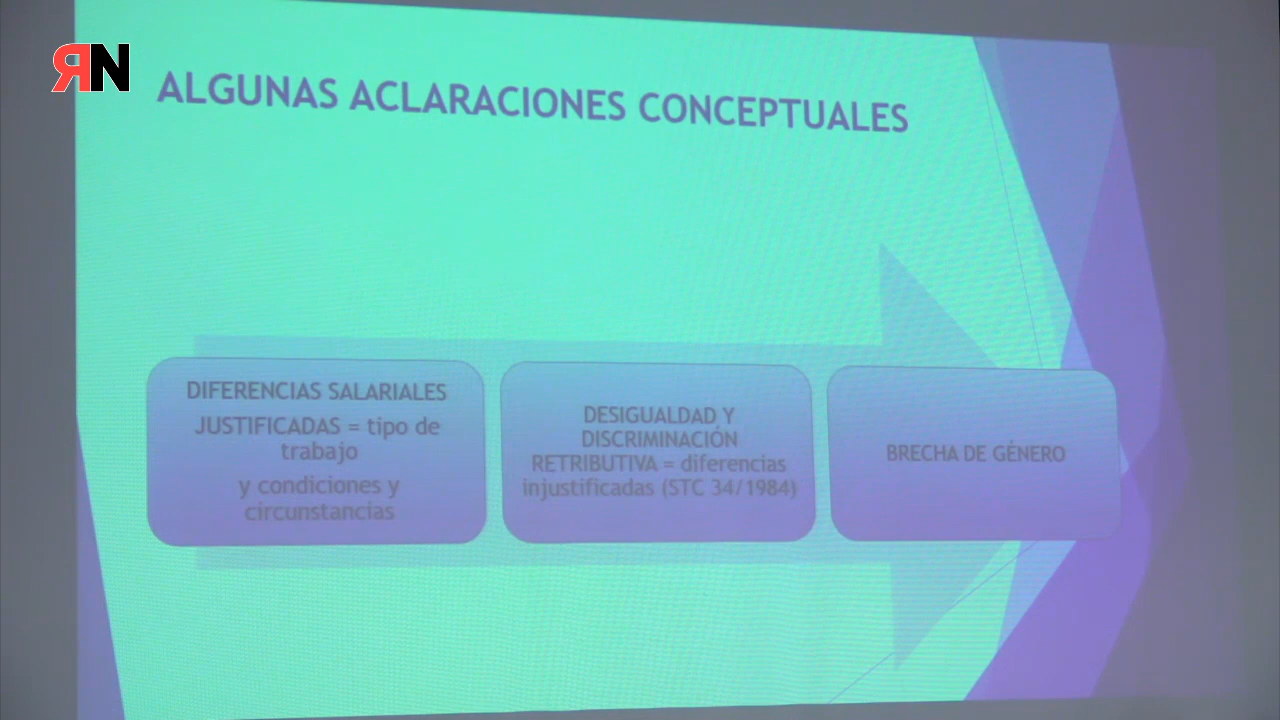 ЯN
ALGUNAS ACLARACIONES CONCEPTUALES
DIFERENCIAS SALARIALES
JUSTIFICADAS = tipo de
trabajo
y condiciones y
circunstancias
DESIGUALDAD Y
DISCRIMINACIÓN
RETRIBUTIVA = diferencias
injustificadas (STC 34/1984)
BRECHA DE GÉNERO